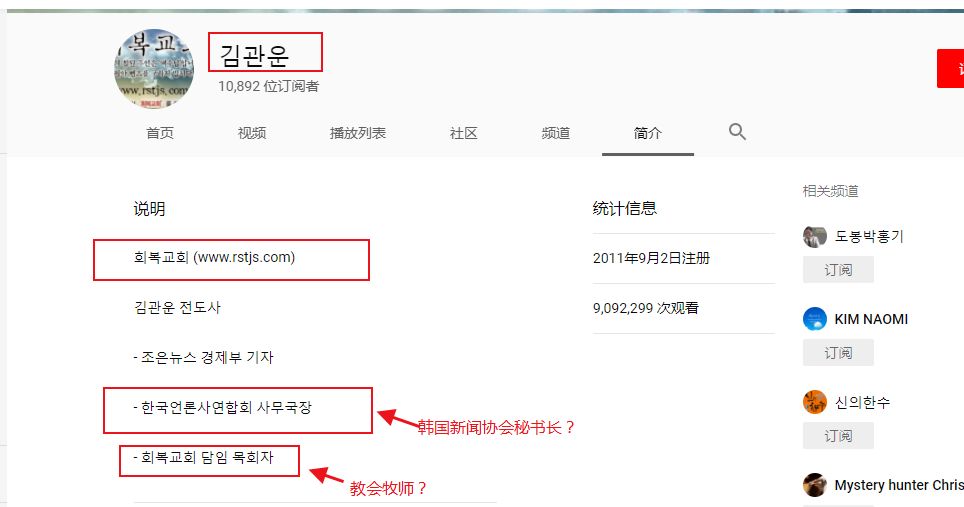 김관운
10,892 位订阅者
首页 视频 播放列表 社区 频道 简介
说明
회복교회 (www.rstjs.com)
김관운 전도사
- 조은뉴스 경제부 기자
- 한국언론사연합회 사무국장
韩国新闻协会秘书长？
- 회복교회 담임 목회자
教会牧师？
统计信息
2011年9月2日注册
9,092,299 次观看
相关频道
도봉박홍기
订阅
KIM NAOMI
订阅
신의한수
订阅
Mystery hunter Chris